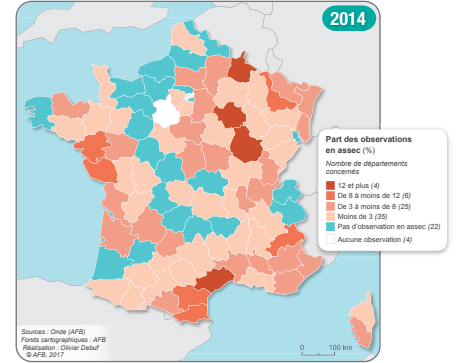 2014
Part des observations
en assec (%)
Nombre de départements
concernés
12 et plus (4)
De 8 à moins de 12 (6)
De 3 à moins de 8 (25)
Moins de 3 (35)
Pas d'observation en assec (22)
Aucune observation (4)
Sources : Onde (AFB)
Fonds cartographiques : AFB
Réalisation : Olivier Debuf
© AFB, 2017
0 100 km